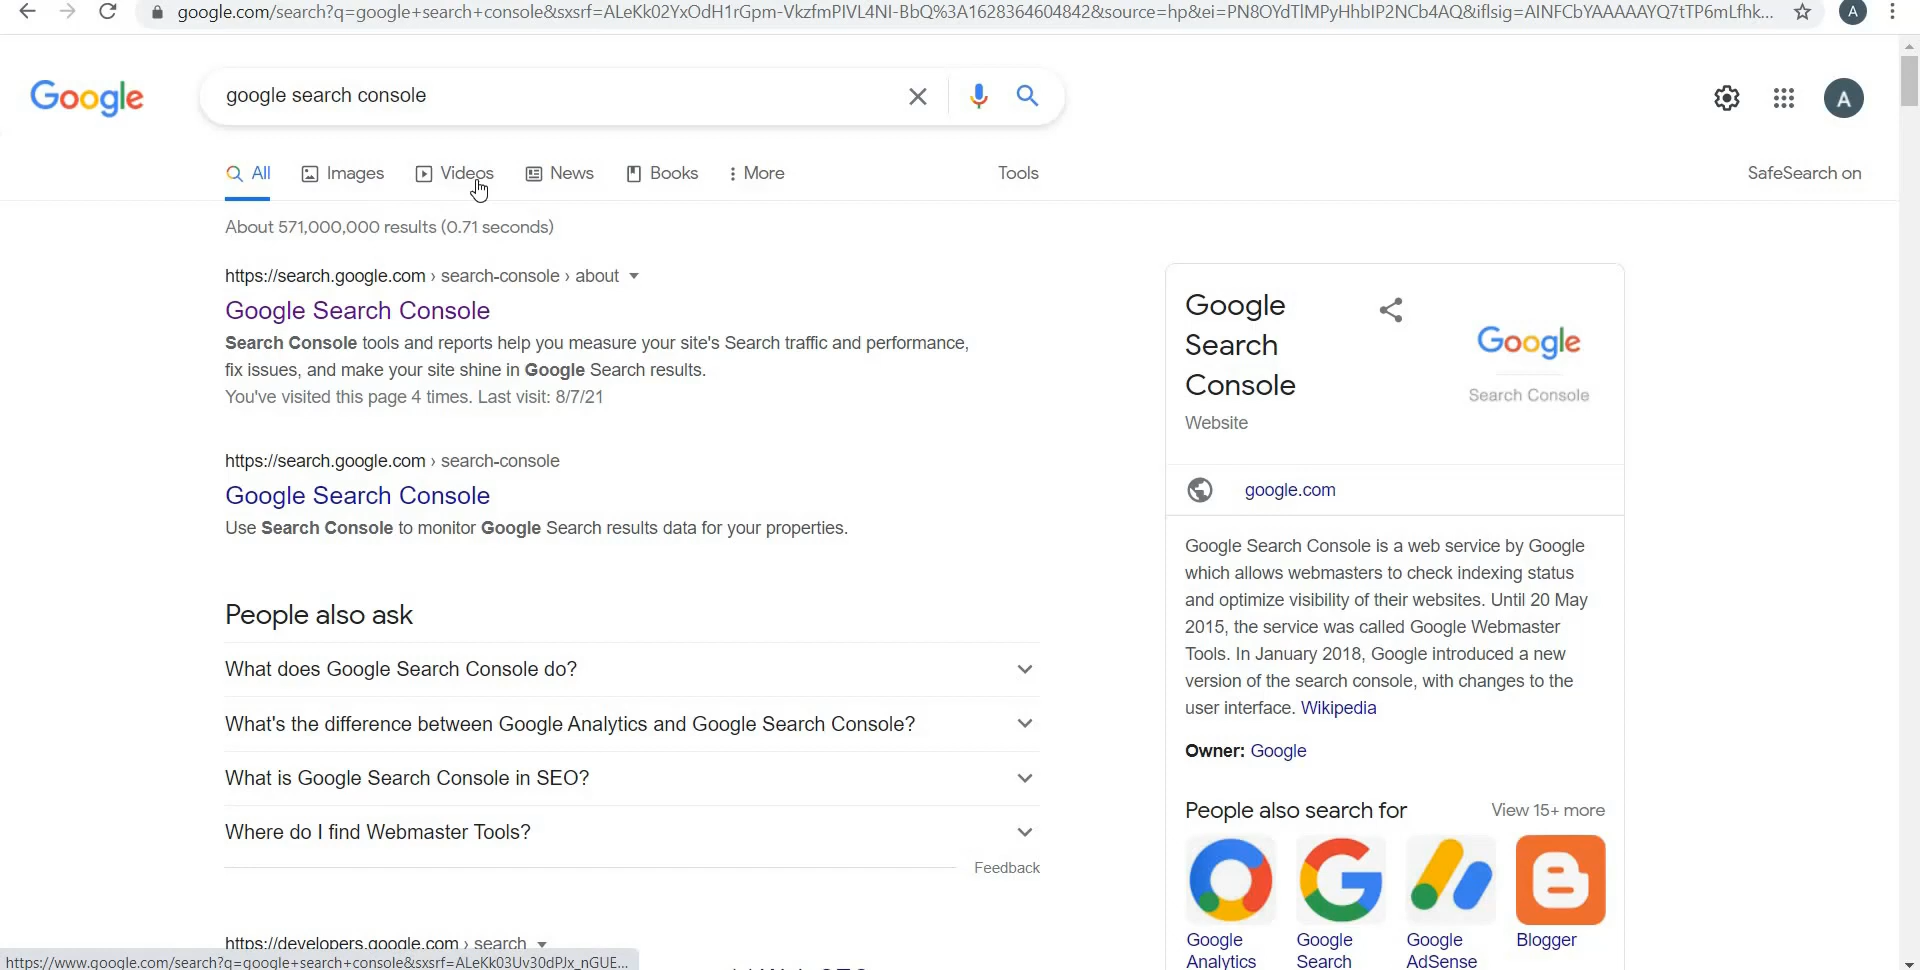 google.com/search?q=google+search+console&sxsrf=ALeKk02YxOdH1rGpm-VkzfmPIVL4NI-BbQ%3A1628364604842&source=hp&ei=PN8OYdTIMPyHhbIP2NCb4AQ&iflsig=AINFCbYAAAAAYQ7tTP6mLfhk...
A
Google
google search console
A
All
Images
Videos
News
Books
More
Tools
SafeSearch on
About 571,000,000 results (0.71 seconds)
https://search.google.com › search-console › about
Google Search Console
Search Console tools and reports help you measure your site's Search traffic and performance,
fix issues, and make your site shine in Google Search results.
You've visited this page 4 times. Last visit: 8/7/21
https://search.google.com › search-console
Google Search Console
Use Search Console to monitor Google Search results data for your properties.
People also ask
What does Google Search Console do?
What's the difference between Google Analytics and Google Search Console?
What is Google Search Console in SEO?
Where do I find Webmaster Tools?
Feedback
https://developers.google.com › search
https://www.google.com/search?q=google+search+console&sxsrf=ALeKk03Uv30dPJx_nGUE...
Google
Search
Console
Website
Google
Search Console
google.com
Google Search Console is a web service by Google
which allows webmasters to check indexing status
and optimize visibility of their websites. Until 20 May
2015, the service was called Google Webmaster
Tools. In January 2018, Google introduced a new
version of the search console, with changes to the
user interface. Wikipedia
Owner: Google
People also search for
View 15+ more
Google
Analytics
Google
Search
Google
AdSense
Blogger